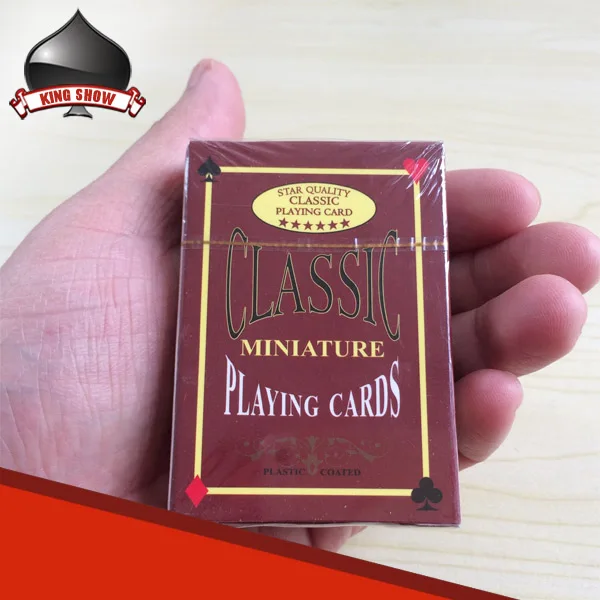 KING SHOW
STAR QUALITY
CLASSIC
PLAYING CARD
CLASSIC
MINIATURE
PLAYING CARDS
PLASTIC COATED